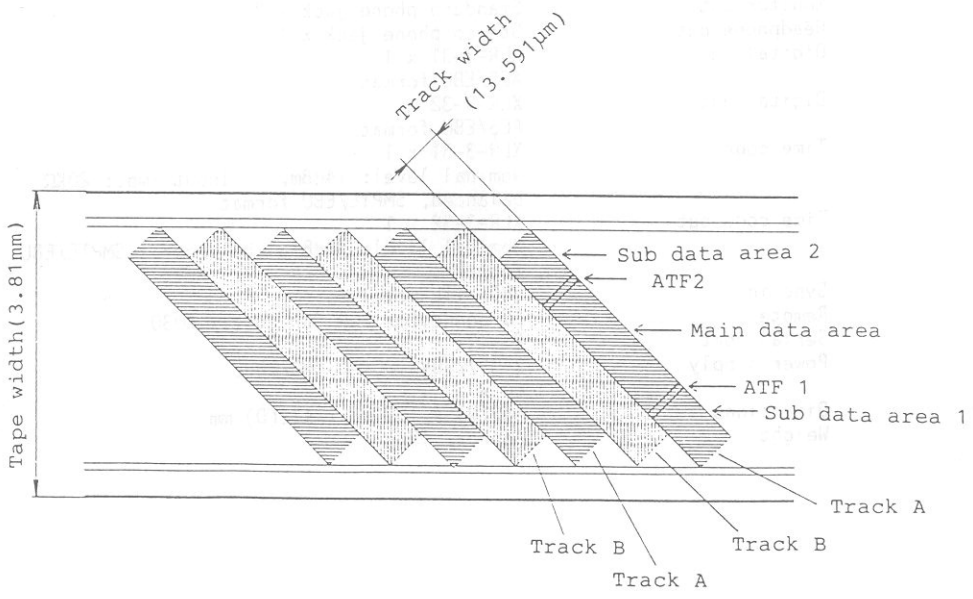 Track width
(13.591μm)
Tape width(3.81mm)
Sub data area 2
ATF2
Main data area
ATF 1
Sub data area 1
Track A
Track B
Track B
Track A